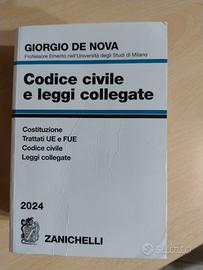 GIORGIO DE NOVA
Professore Emerito nell'Università degli Studi di Milano
Codice civile
e leggi collegate
Costituzione
Trattati UE e FUE
Codice civile
Leggi collegate
2024
ZANICHELLI
subito